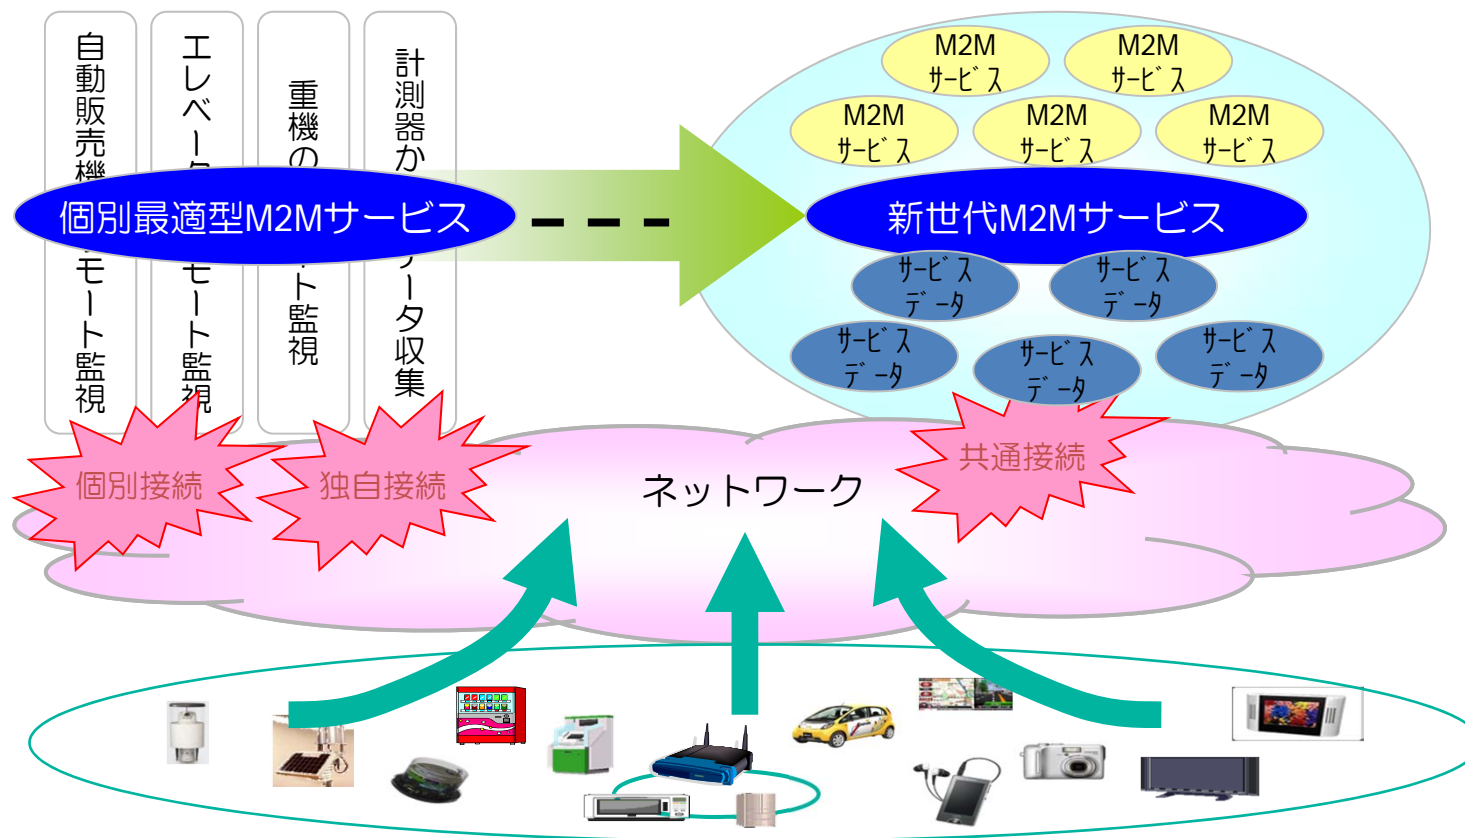 自動販売機
モート監視
エレベータ
モート監視
重機の
ト監視
計測器か
ータ収集
個別最適型M2Mサービス
M2M
ｻｰﾋﾞｽ
M2M
ｻｰﾋﾞｽ
M2M
ｻｰﾋﾞｽ
M2M
ｻｰﾋﾞｽ
M2M
ｻｰﾋﾞｽ
新世代M2Mサービス
ｻｰﾋﾞｽ
ﾃﾞｰﾀ
ｻｰﾋﾞｽ
ﾃﾞｰﾀ
ｻｰﾋﾞｽ
ﾃﾞｰﾀ
ｻｰﾋﾞｽ
ﾃﾞｰﾀ
ｻｰﾋﾞｽ
ﾃﾞｰﾀ
個別接続
独自接続
ネットワーク
共通接続